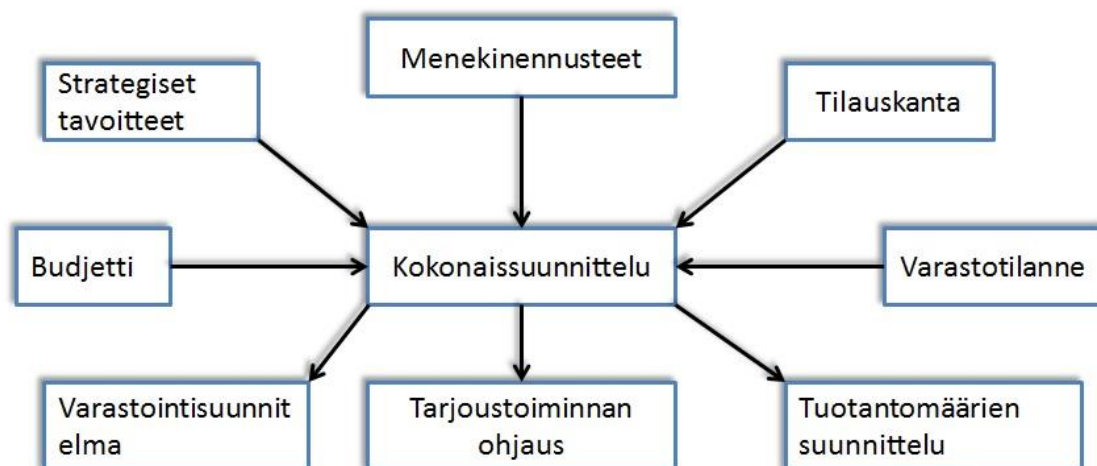 Menekinennusteet
Strategiset
tavoitteet
Tilauskanta
Budjetti
Kokonaissuunnittelu
Varastotilanne
Varastointisuunnit
elma
Tarjoustoiminnan
ohjaus
Tuotantomäärien
suunnittelu